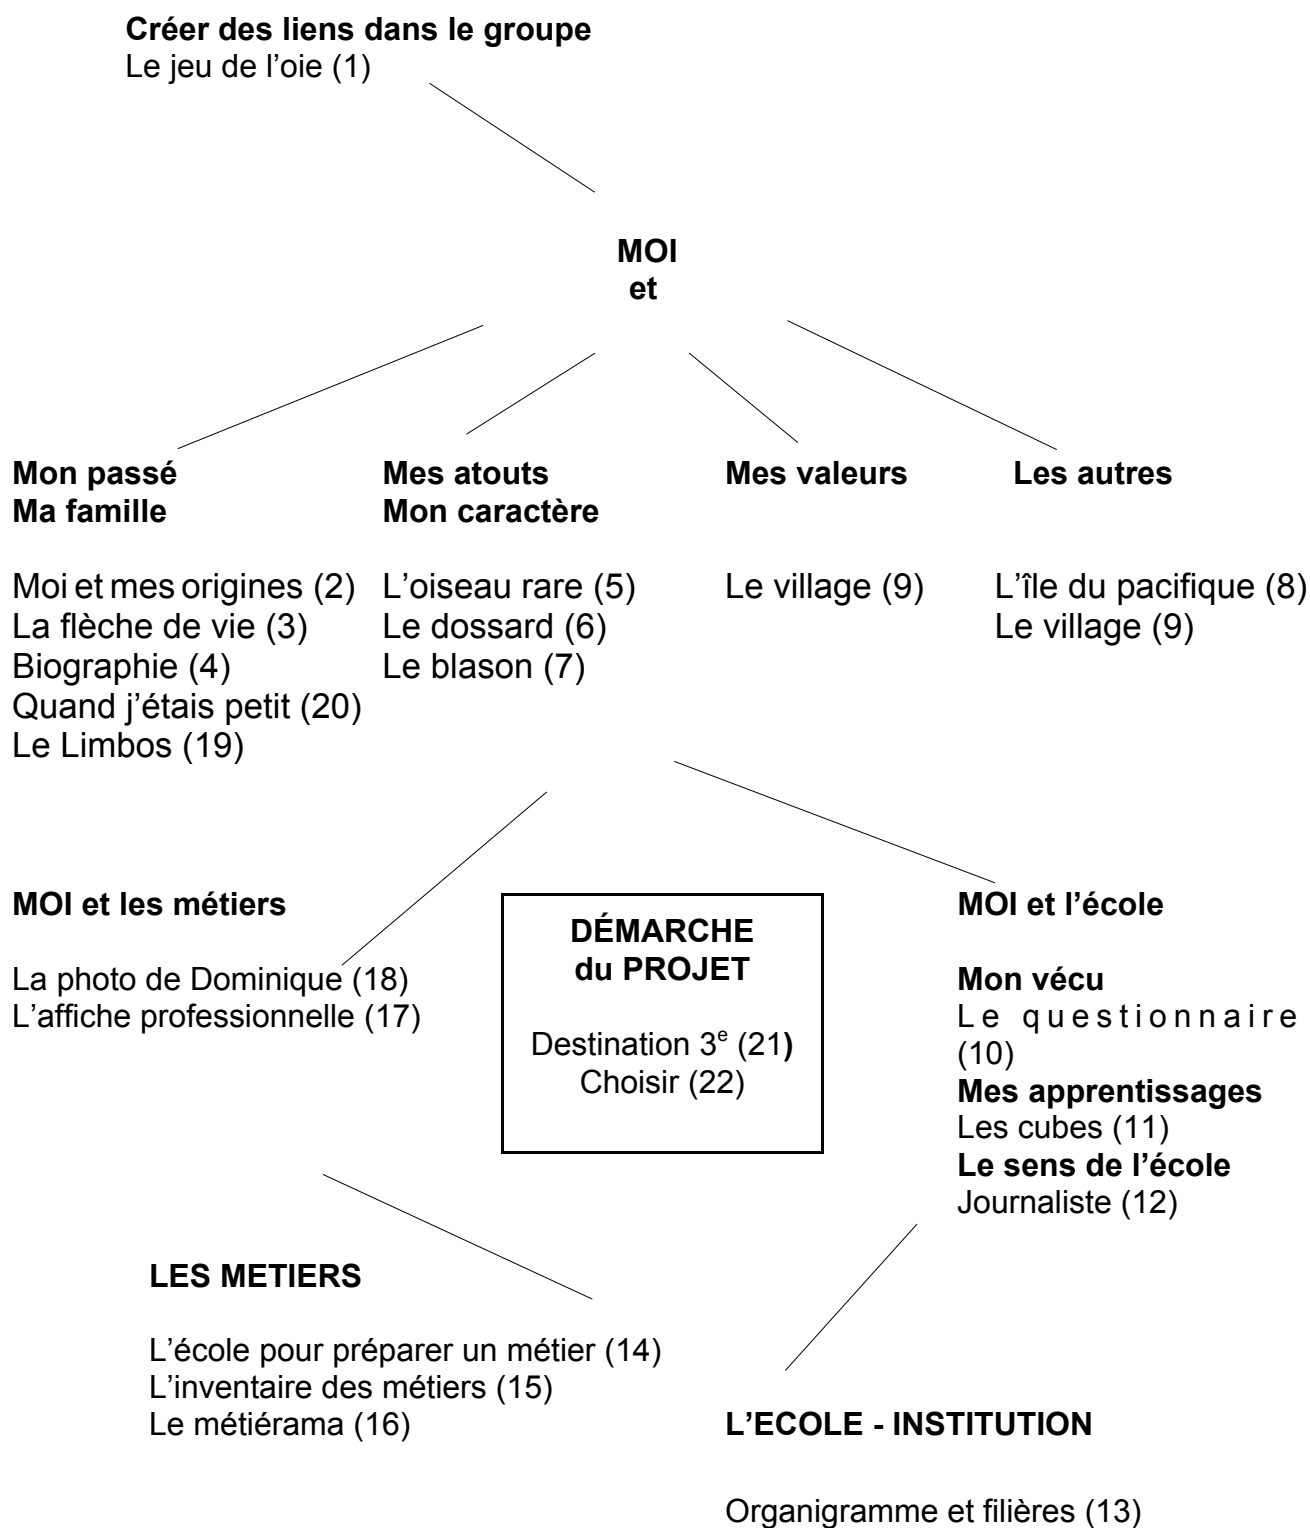 Créer des liens dans le groupe
Le jeu de l’oie (1)
MOI
et
Mon passé
Ma famille
Moi et mes origines (2)
La flèche de vie (3)
Biographie (4)
Quand j’étais petit (20)
Le Limbos (19)
Mes atouts
Mon caractère
L’oiseau rare (5)
Le dossard (6)
Le blason (7)
Mes valeurs
Le village (9)
Les autres
L’île du pacifique (8)
Le village (9)
MOI et les métiers
La photo de Dominique (18)
L’affiche professionnelle (17)
DÉMARCHE
du PROJET
Destination 3e (21)
Choisir (22)
MOI et l’école
Mon vécu
Le questionnaire
(10)
Mes apprentissages
Les cubes (11)
Le sens de l’école
Journaliste (12)
LES METIERS
L’école pour préparer un métier (14)
L’inventaire des métiers (15)
Le métiérama (16)
L’ECOLE - INSTITUTION
Organigramme et filières (13)